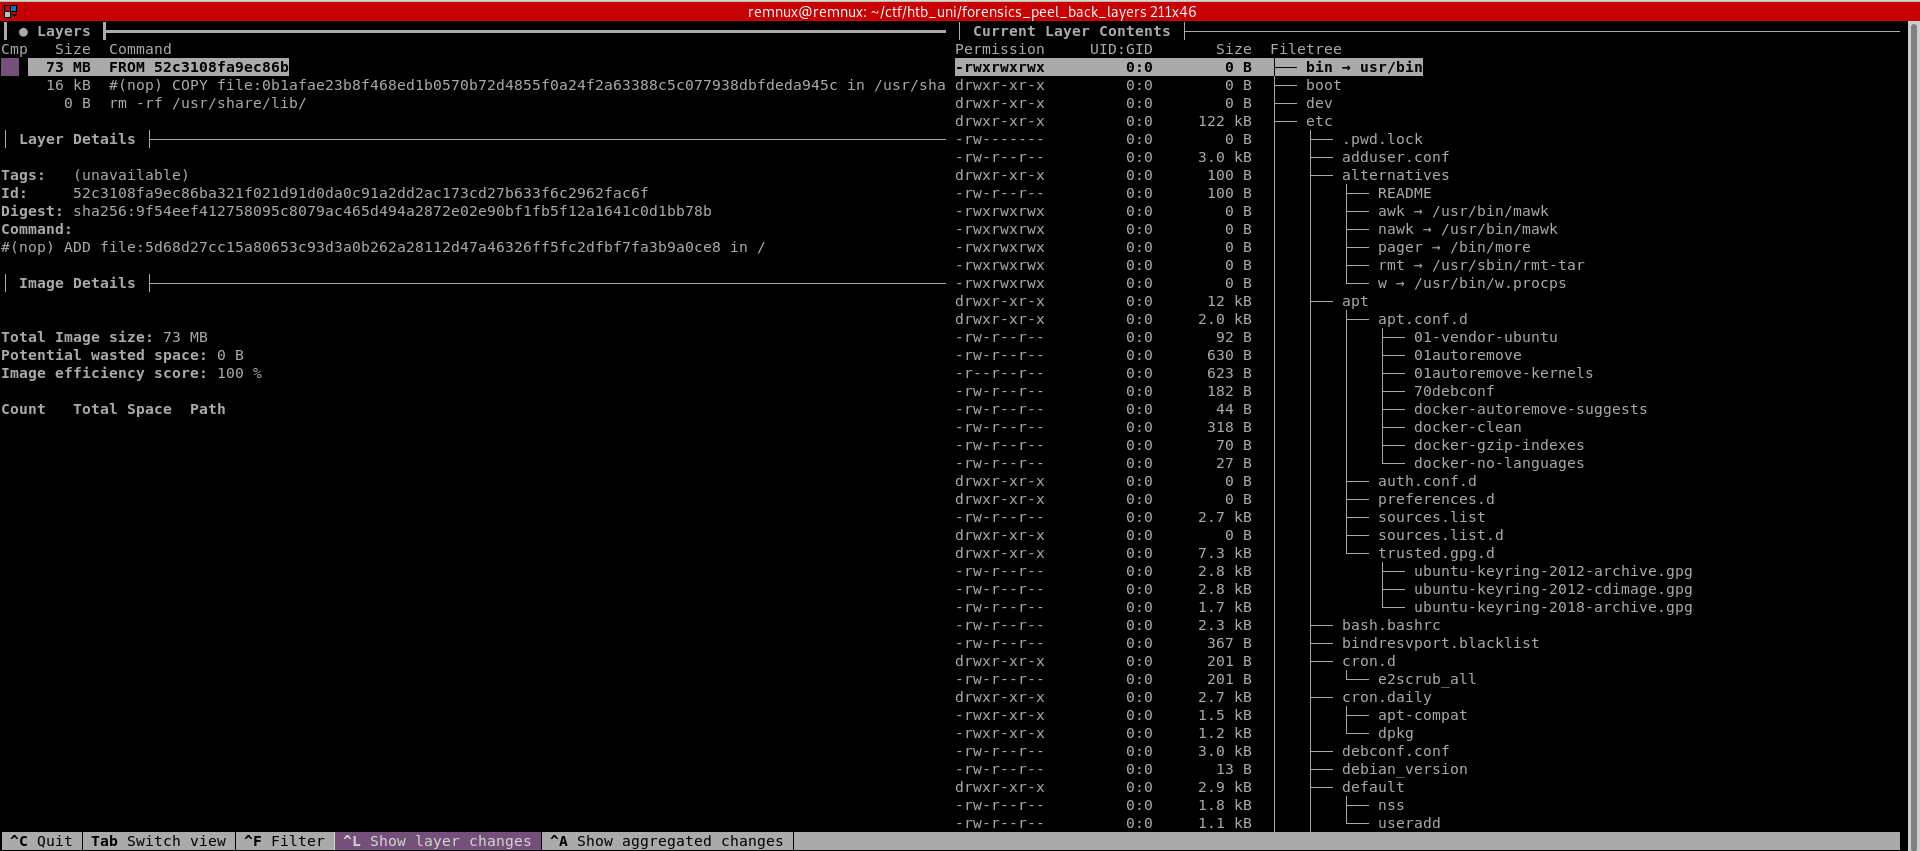 remnux@remnux: ~/ctf/htb_uni/forensics_peel_back_layers 211x46
● Layers
Cmp Size Command
73 MB FROM 52c3108fa9ec86b
16 kB #(nop) COPY file:0b1afae23b8f468ed1b0570b72d4855f0a24f2a63388c5c077938dbfdeda945c in /usr/sha
0 B rm -rf /usr/share/lib/
Layer Details
Tags: (unavailable)
Id: 52c3108fa9ec86ba321f021d91d0da0c91a2dd2ac173cd27b633f6c2962fac6f
Digest: sha256:9f54eef412758095c8079ac465d494a2872e02e90bf1fb5f12a1641c0d1bb78b
Command:
#(nop) ADD file:5d68d27cc15a80653c93d3a0b262a28112d47a46326ff5fc2dfbf7fa3b9a0ce8 in /
Image Details
Total Image size: 73 MB
Potential wasted space: 0 B
Image efficiency score: 100 %
Count Total Space Path
Current Layer Contents
Permission UID:GID Size Filetree
-rwxrwxrwx 0:0 0 B ├── bin → usr/bin
drwxr-xr-x 0:0 0 B ├── boot
drwxr-xr-x 0:0 0 B ├── dev
drwxr-xr-x 0:0 122 kB ├── etc
-rw------- 0:0 0 B │ ├── .pwd.lock
-rw-r--r-- 0:0 3.0 kB │ ├── adduser.conf
drwxr-xr-x 0:0 100 B │ ├── alternatives
-rw-r--r-- 0:0 100 B │ │ ├── README
-rwxrwxrwx 0:0 0 B │ │ ├── awk → /usr/bin/mawk
-rwxrwxrwx 0:0 0 B │ │ ├── nawk → /usr/bin/mawk
-rwxrwxrwx 0:0 0 B │ │ ├── pager → /bin/more
-rwxrwxrwx 0:0 0 B │ │ ├── rmt → /usr/sbin/rmt-tar
-rwxrwxrwx 0:0 0 B │ │ └── w → /usr/bin/w.procps
drwxr-xr-x 0:0 12 kB │ ├── apt
drwxr-xr-x 0:0 2.0 kB │ │ ├── apt.conf.d
-rw-r--r-- 0:0 92 B │ │ │ ├── 01-vendor-ubuntu
-rw-r--r-- 0:0 630 B │ │ │ ├── 01autoremove
-r--r--r-- 0:0 623 B │ │ │ ├── 01autoremove-kernels
-rw-r--r-- 0:0 182 B │ │ │ ├── 70debconf
-rw-r--r-- 0:0 44 B │ │ │ ├── docker-autoremove-suggests
-rw-r--r-- 0:0 318 B │ │ │ ├── docker-clean
-rw-r--r-- 0:0 70 B │ │ │ ├── docker-gzip-indexes
-rw-r--r-- 0:0 27 B │ │ │ └── docker-no-languages
drwxr-xr-x 0:0 0 B │ │ ├── auth.conf.d
drwxr-xr-x 0:0 0 B │ │ ├── preferences.d
-rw-r--r-- 0:0 2.7 kB │ │ ├── sources.list
drwxr-xr-x 0:0 0 B │ │ ├── sources.list.d
drwxr-xr-x 0:0 7.3 kB │ │ └── trusted.gpg.d
-rw-r--r-- 0:0 2.8 kB │ │ ├── ubuntu-keyring-2012-archive.gpg
-rw-r--r-- 0:0 2.8 kB │ │ ├── ubuntu-keyring-2012-cdimage.gpg
-rw-r--r-- 0:0 1.7 kB │ │ └── ubuntu-keyring-2018-archive.gpg
-rw-r--r-- 0:0 2.3 kB │ ├── bash.bashrc
-rw-r--r-- 0:0 367 B │ ├── bindresvport.blacklist
drwxr-xr-x 0:0 201 B │ ├── cron.d
-rw-r--r-- 0:0 201 B │ │ └── e2scrub_all
drwxr-xr-x 0:0 2.7 kB │ ├── cron.daily
-rwxr-xr-x 0:0 1.5 kB │ │ ├── apt-compat
-rwxr-xr-x 0:0 1.2 kB │ │ └── dpkg
-rw-r--r-- 0:0 3.0 kB │ ├── debconf.conf
-rw-r--r-- 0:0 13 B │ ├── debian_version
drwxr-xr-x 0:0 2.9 kB │ ├── default
-rw-r--r-- 0:0 1.8 kB │ │ ├── nss
-rw-r--r-- 0:0 1.1 kB │ │ └── useradd
^C Quit Tab Switch view ^F Filter ^L Show layer changes ^A Show aggregated changes